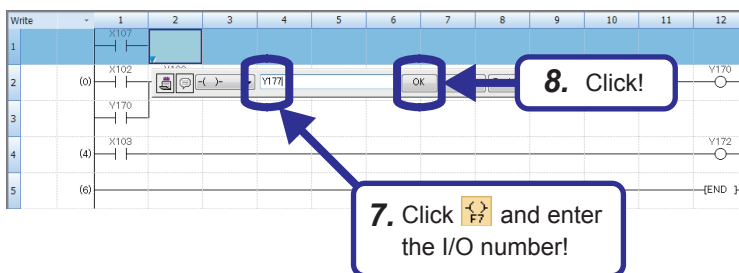 Write 1 2 3 4 5 6 7 8 9 10 11 12
X107
1
X102 Y170
2 (0) -( )- Y177 OK
8. Click!
Y170
3
X103 Y172
4 (4)
5 (6) [END ]
7. Click F7 and enter
the I/O number!